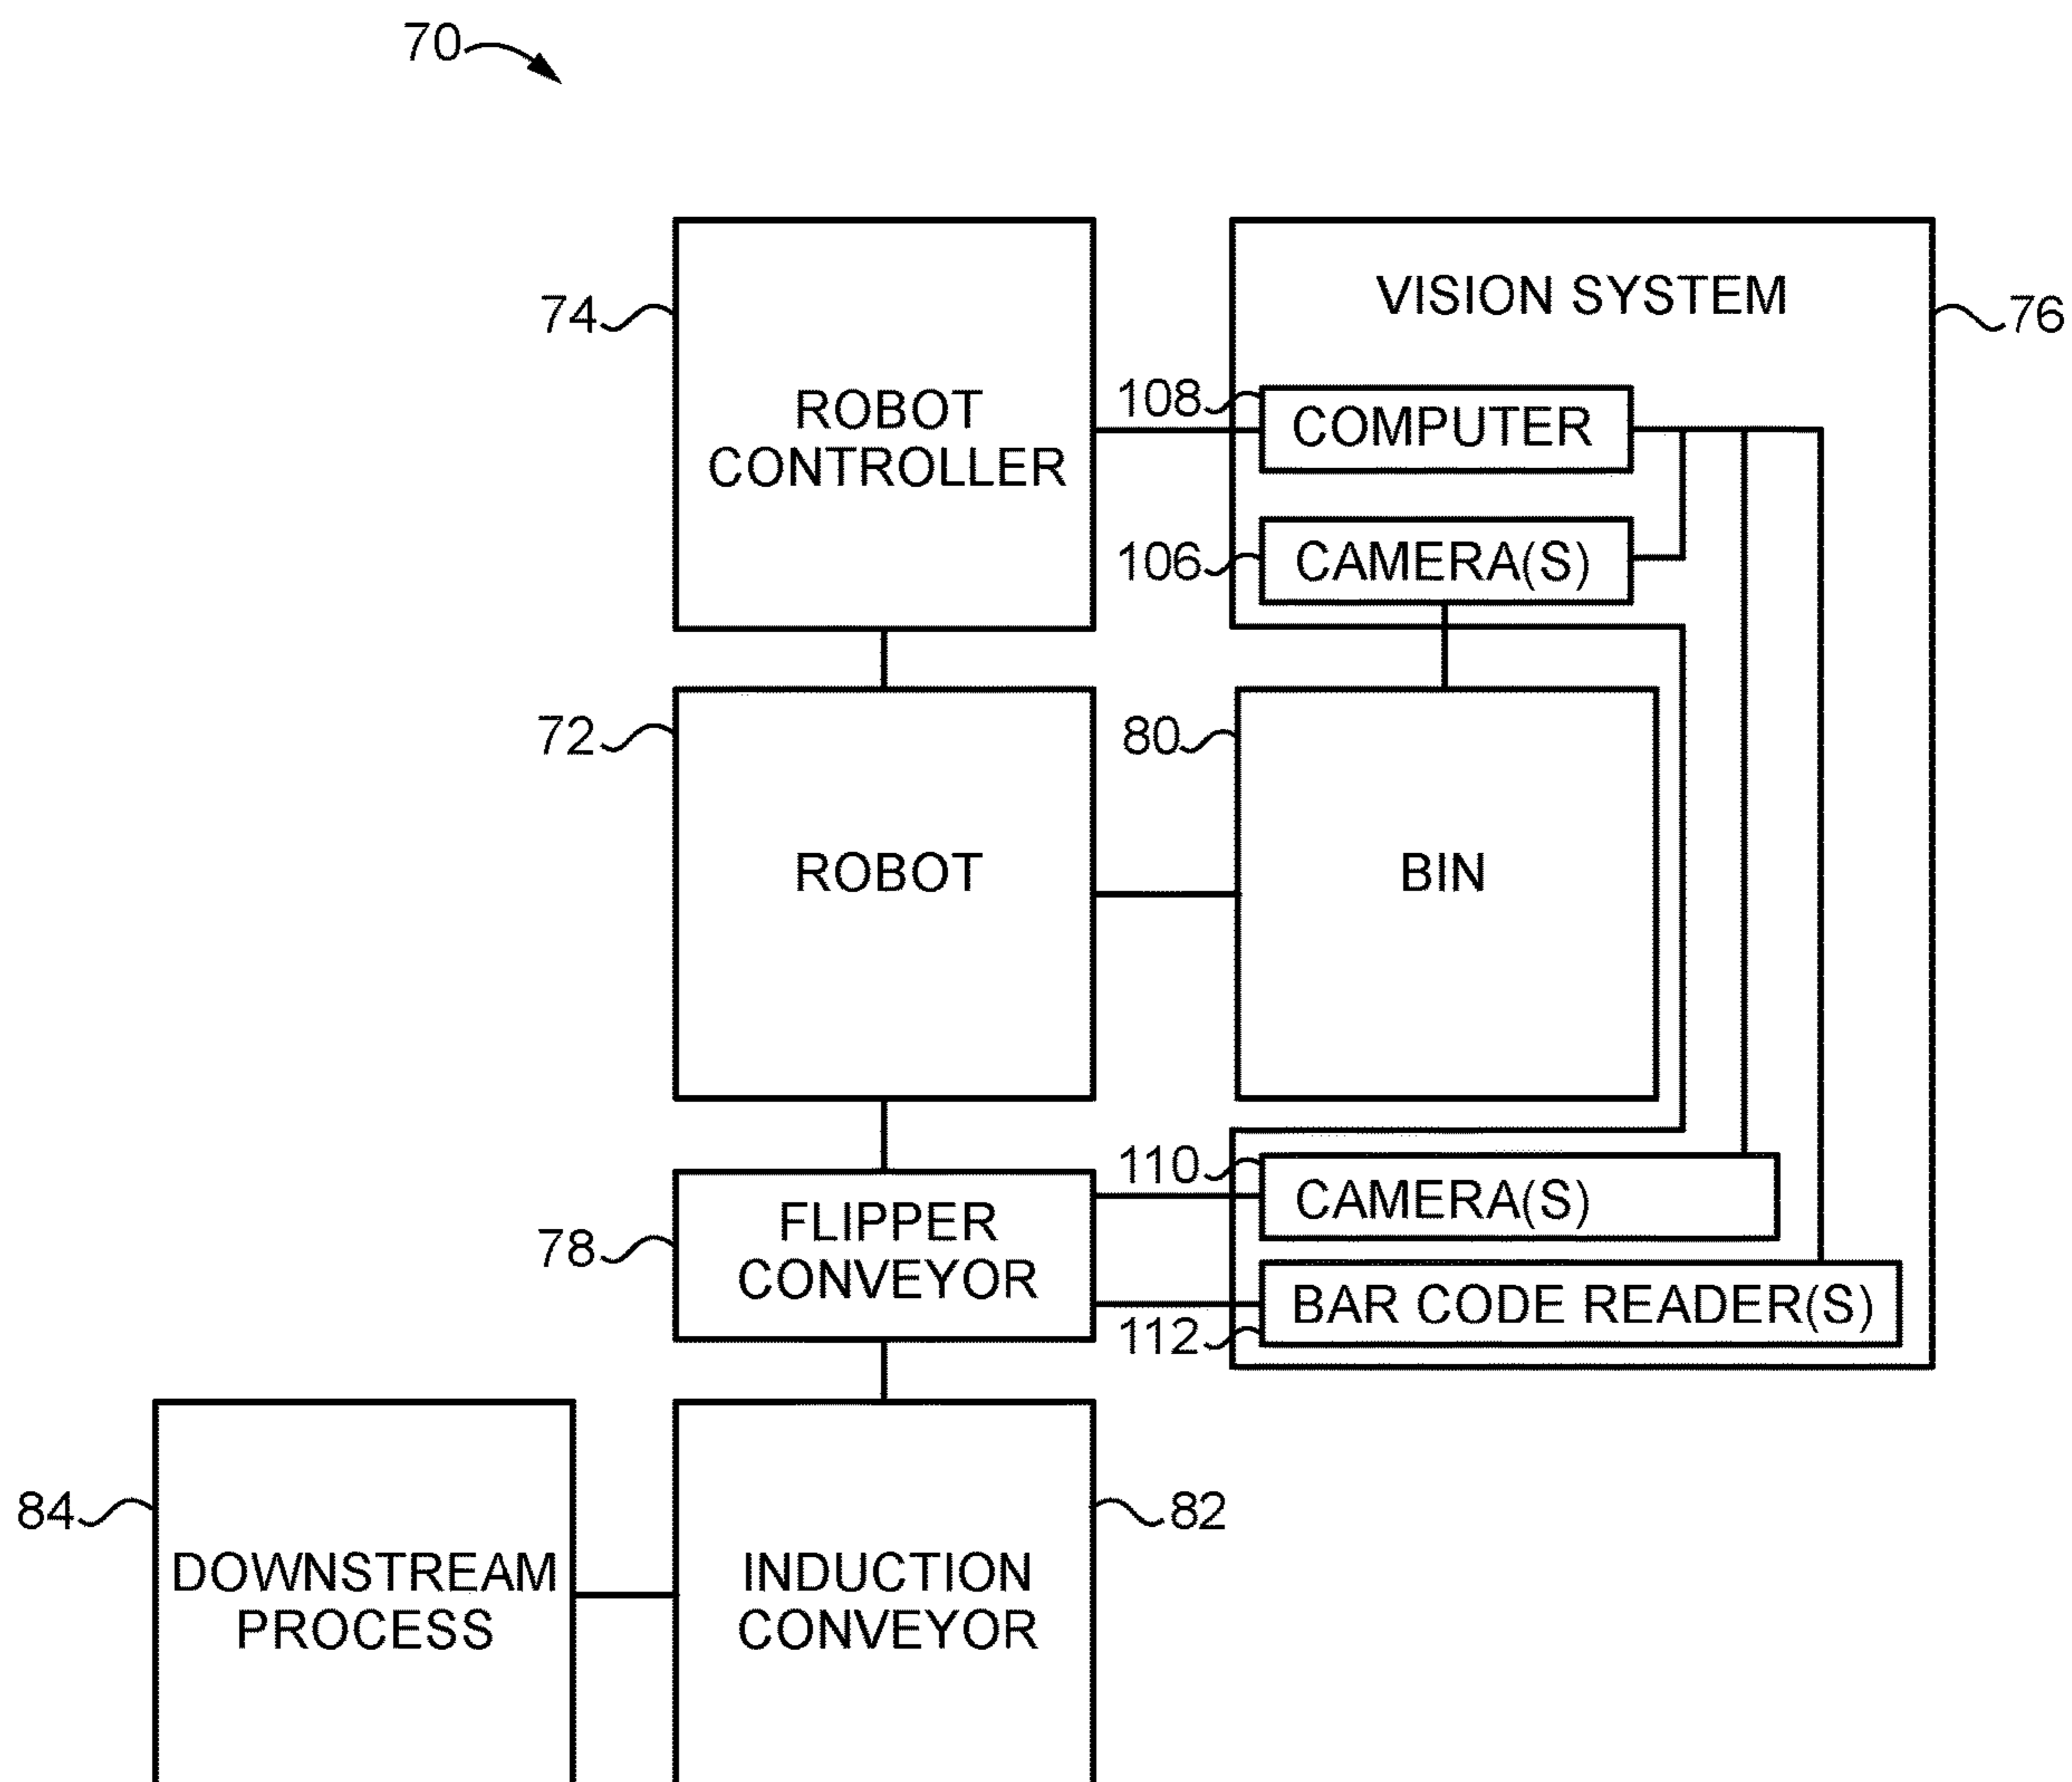 70
74
ROBOT
CONTROLLER
VISION SYSTEM
76
108
COMPUTER
106
CAMERA(S)
72
ROBOT
80
BIN
78
FLIPPER
CONVEYOR
110
CAMERA(S)
112
BAR CODE READER(S)
84
DOWNSTREAM
PROCESS
INDUCTION
CONVEYOR
82